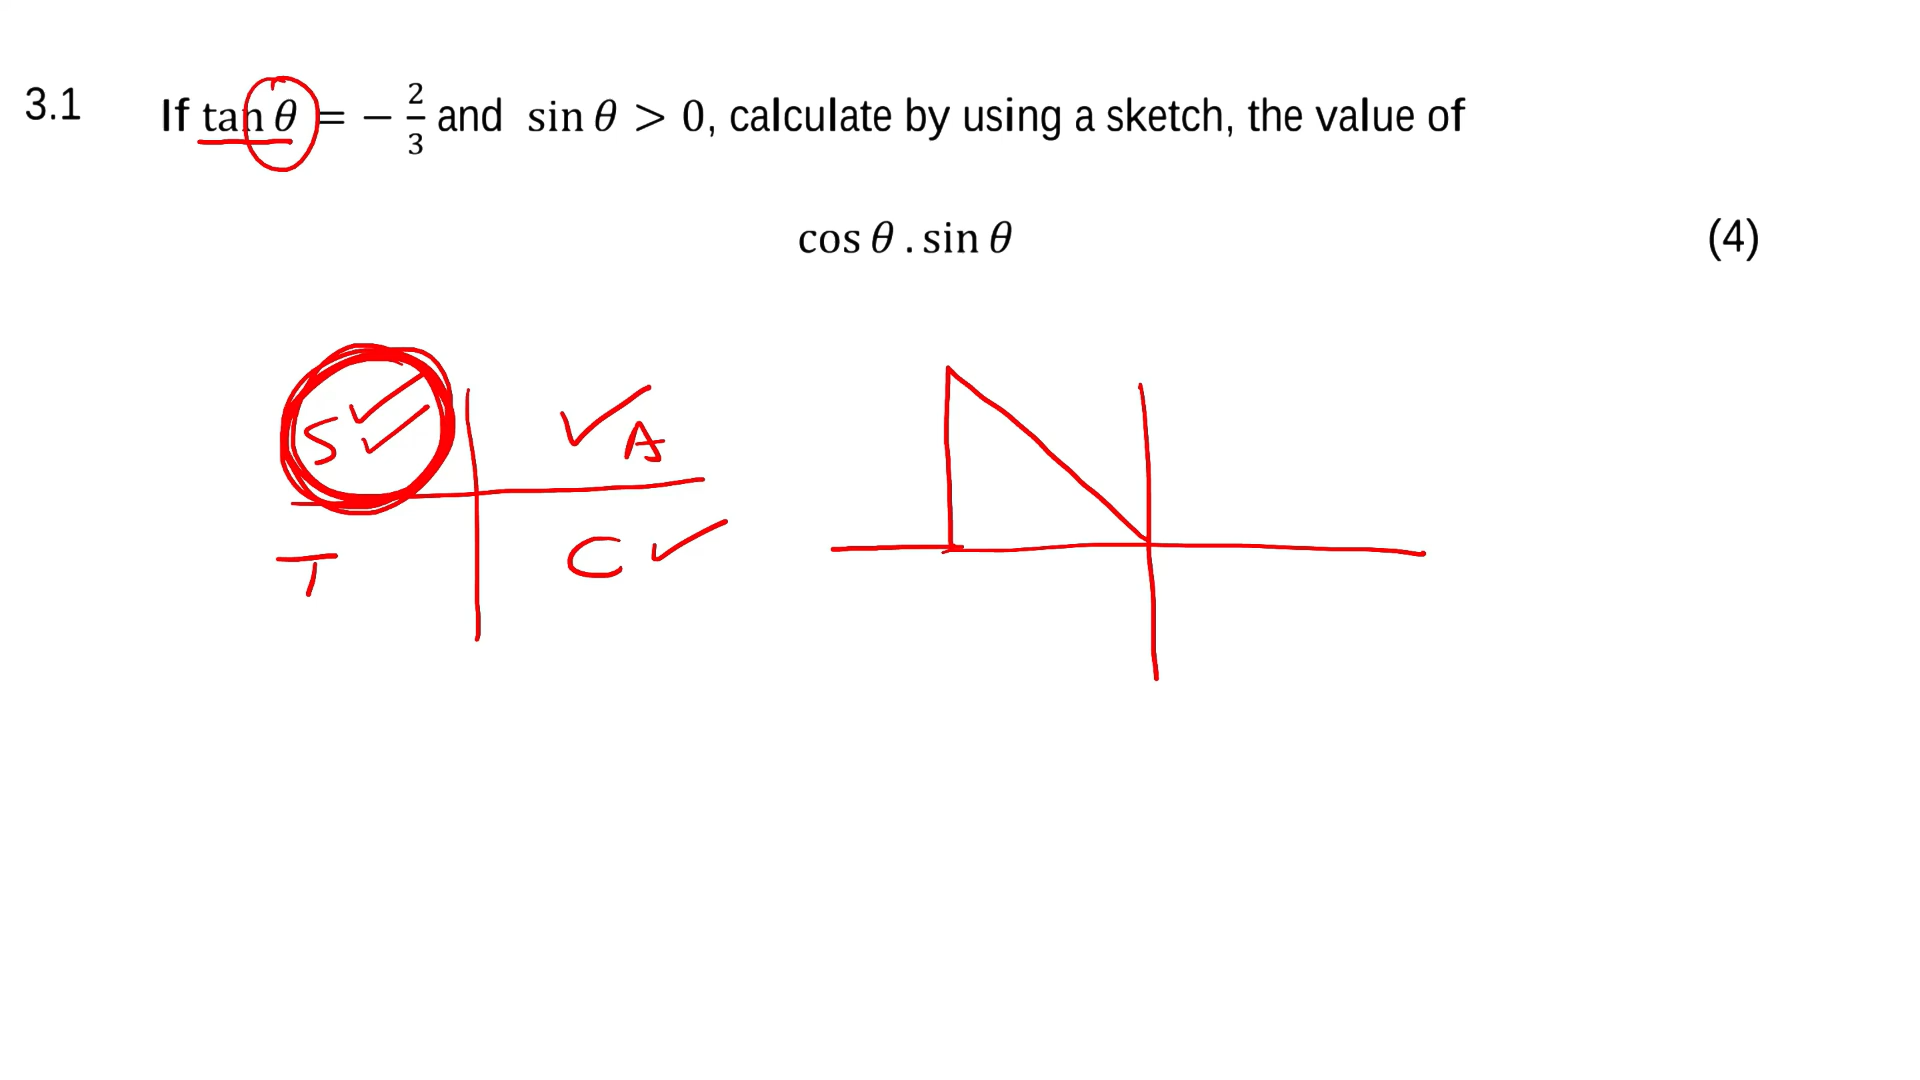 3.1 If tan θ = − 2/3 and sin θ > 0, calculate by using a sketch, the value of
cos θ . sin θ (4)
S A
T C